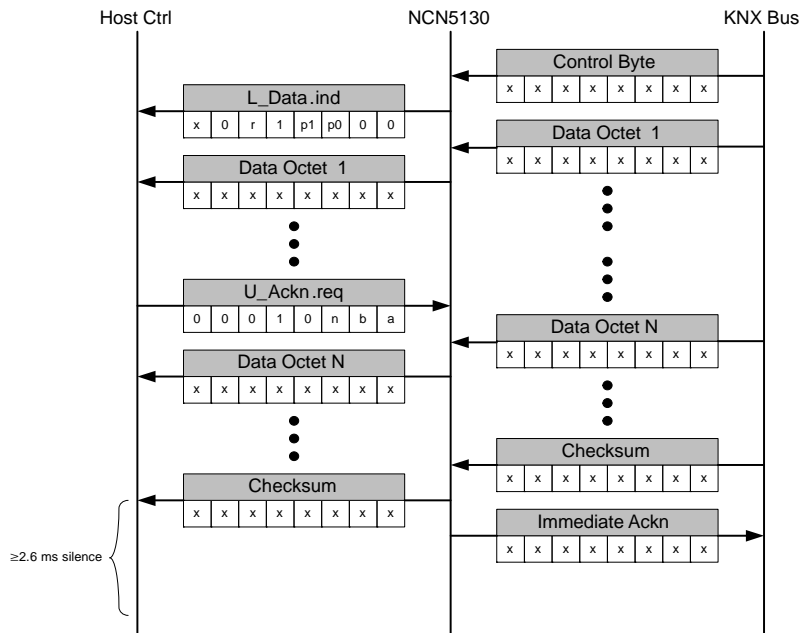 Host Ctrl NCN5130 KNX Bus
Control Byte
x x x x x x x x
L_Data.ind
x 0 r 1 p1 p0 0 0
Data Octet 1
x x x x x x x x
Data Octet 1
x x x x x x x x
U_Ackn.req
0 0 0 1 0 n b a
Data Octet N
x x x x x x x x
Data Octet N
x x x x x x x x
Checksum
x x x x x x x x
Checksum
x x x x x x x x
Immediate Ackn
x x x x x x x x
≥2.6 ms silence